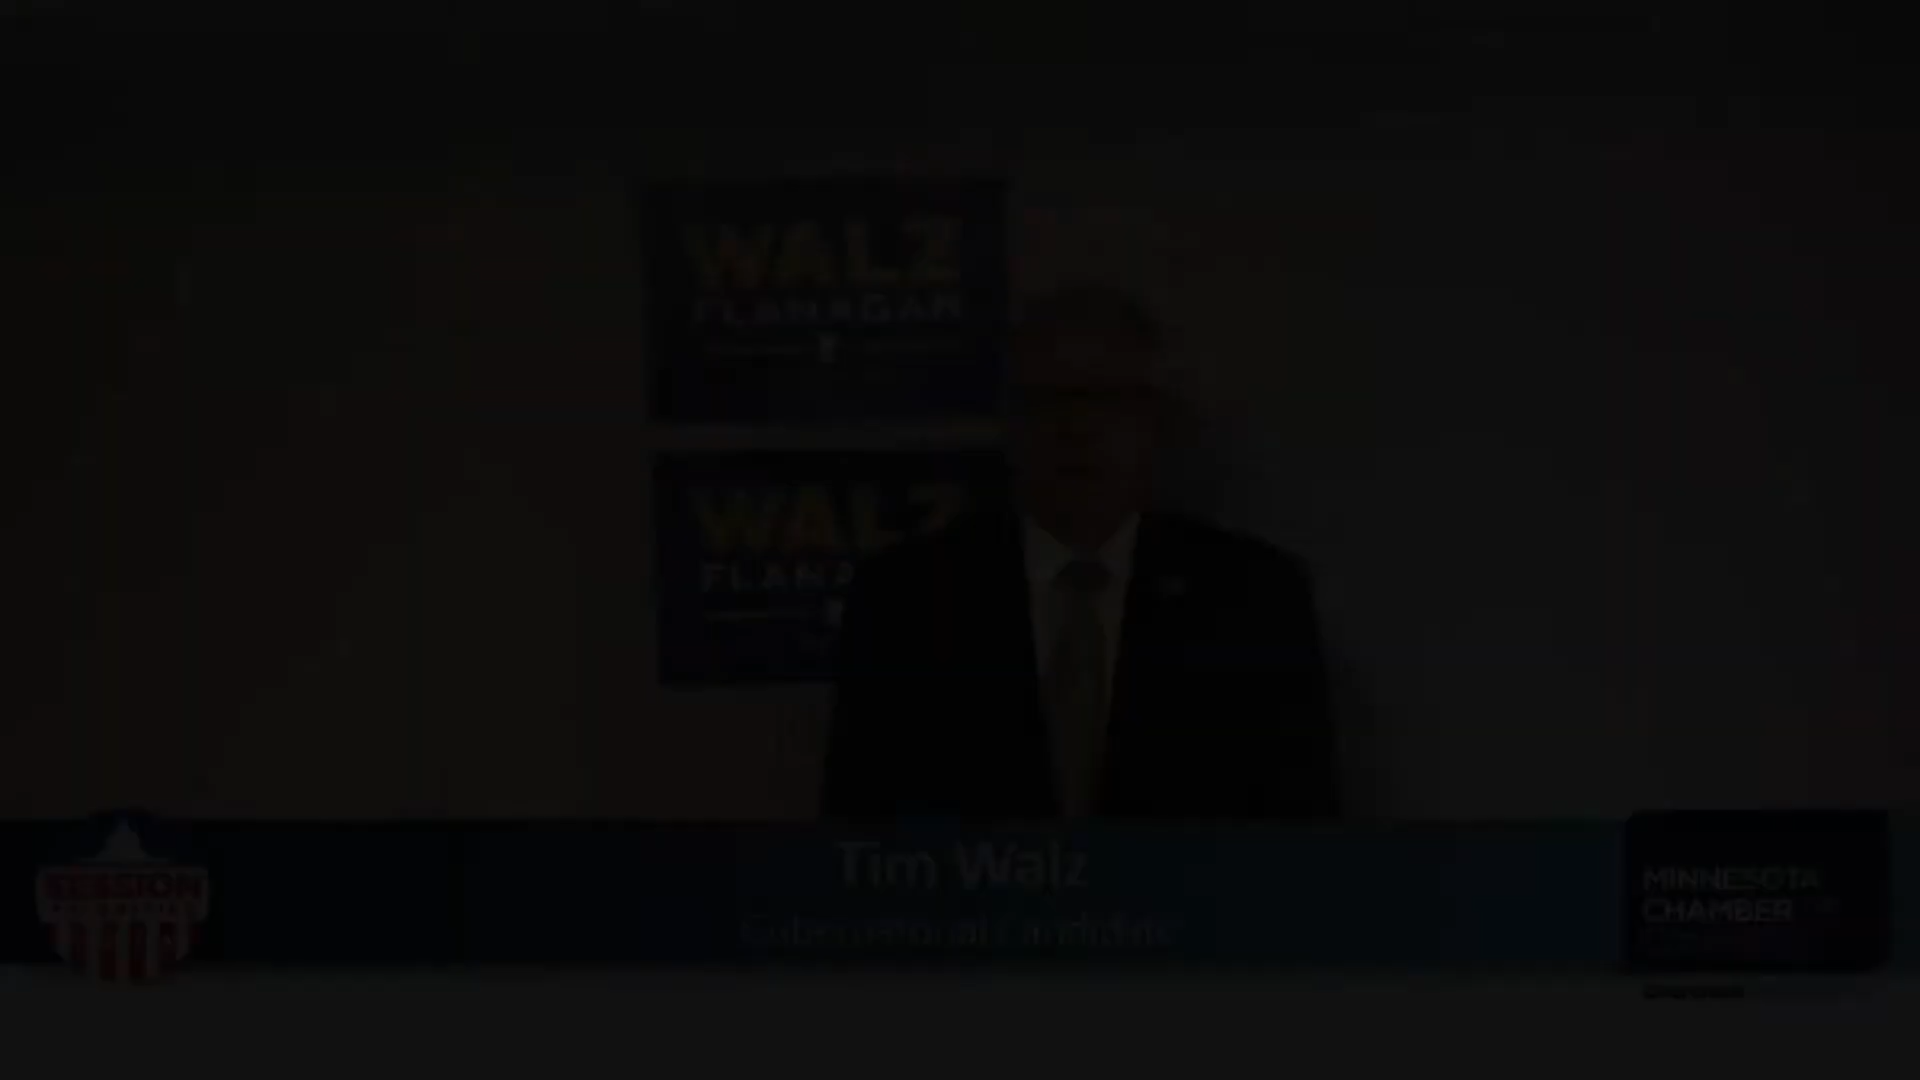 WALZ
FLANAGAN
WALZ
FLANA
Tim Walz
Gubernatorial Candidate
SESSION
MINNESOTA
CHAMBER